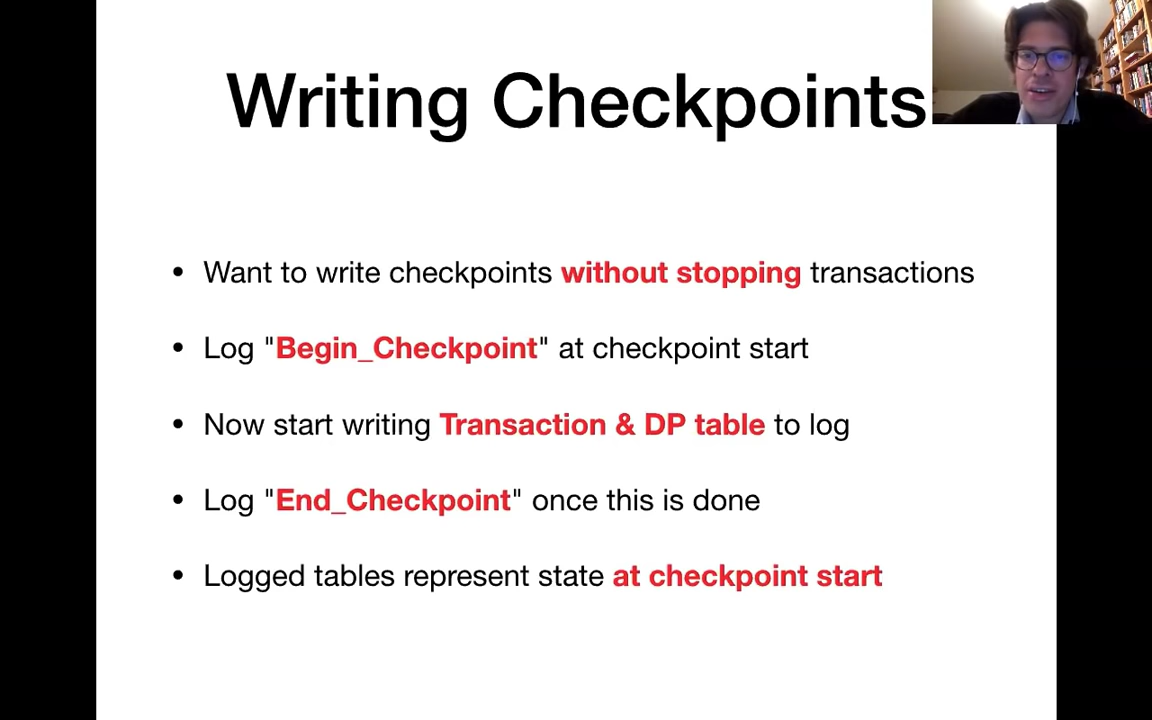 Writing Checkpoints
• Want to write checkpoints without stopping transactions
• Log "Begin_Checkpoint" at checkpoint start
• Now start writing Transaction & DP table to log
• Log "End_Checkpoint" once this is done
• Logged tables represent state at checkpoint start